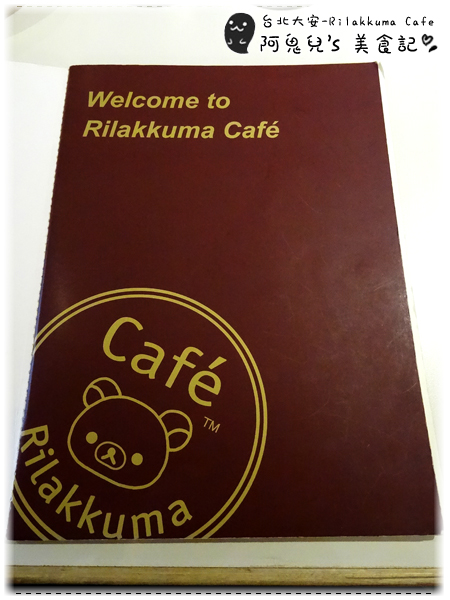 台北大安-Rilakkuma Cafe
阿鬼兒's 美食記
Welcome to
Rilakkuma Café
Café
TM
Rilakkuma